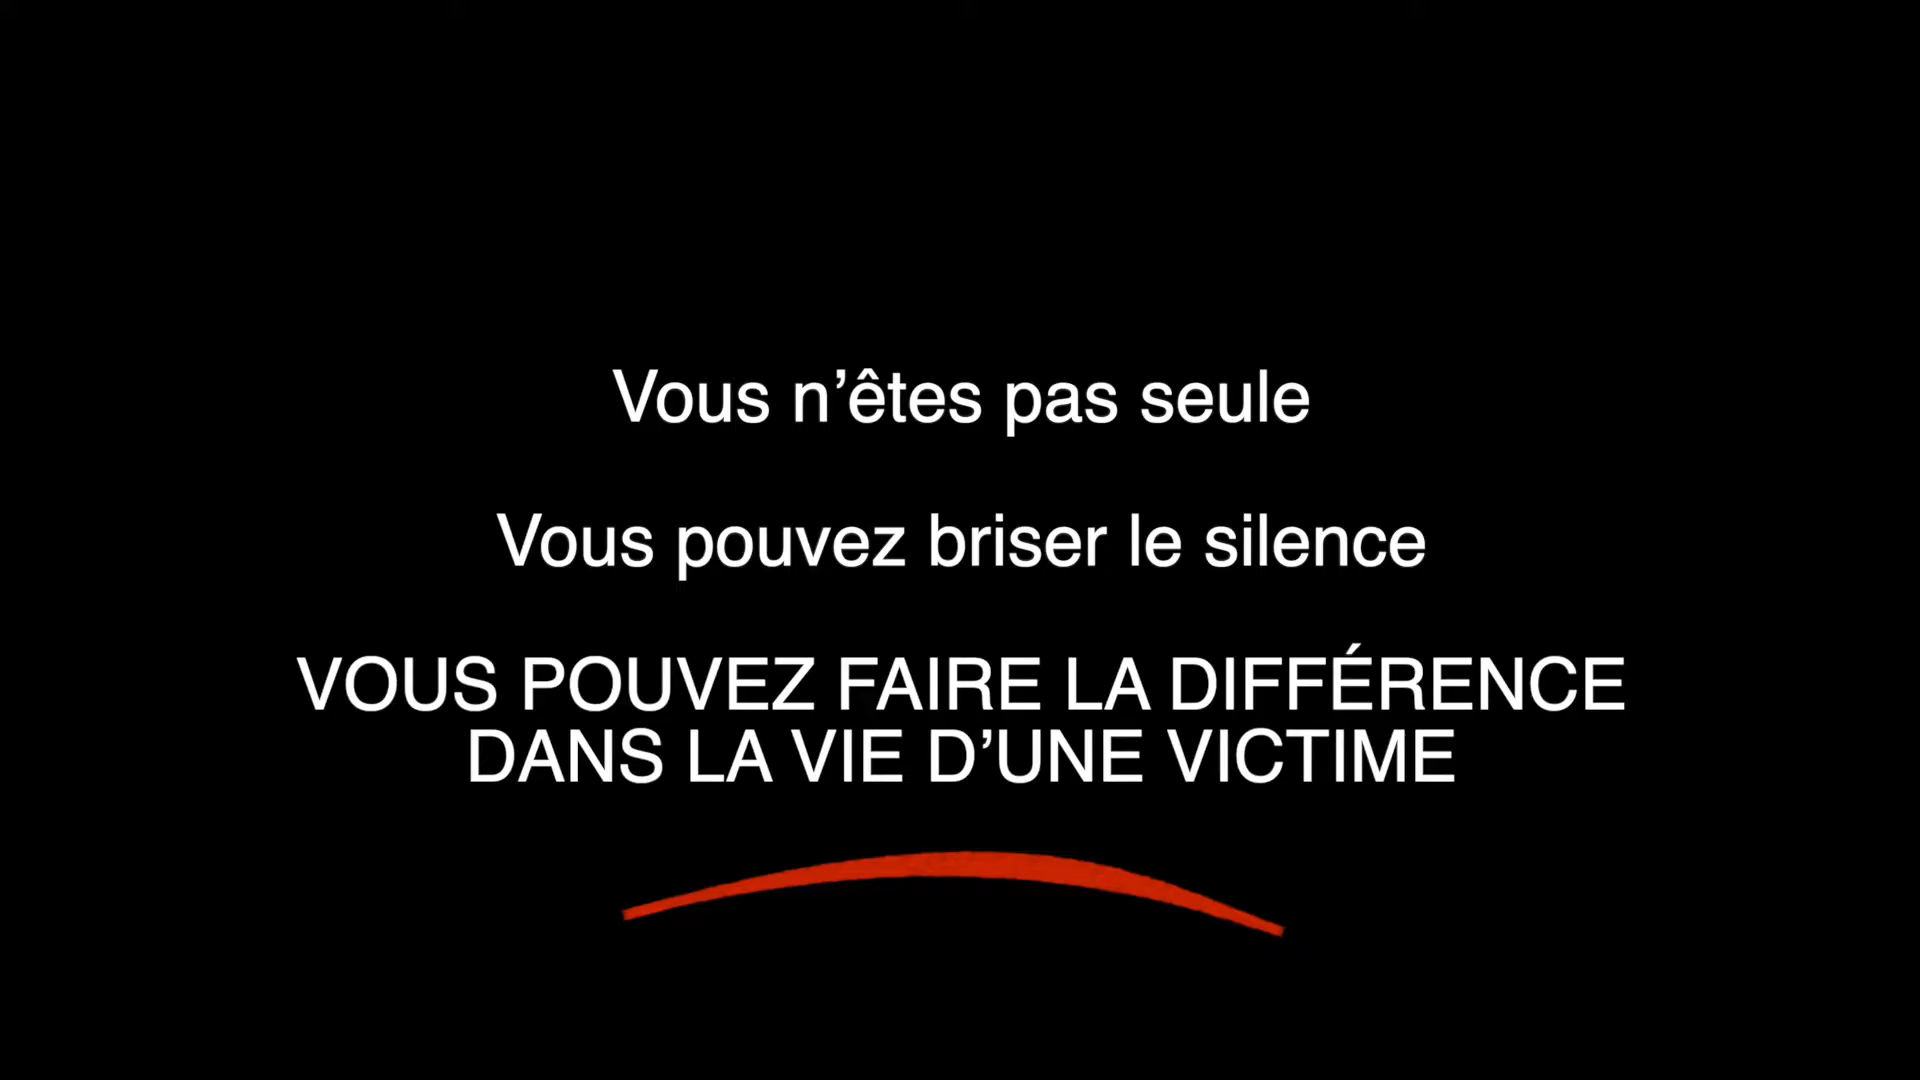 Vous n’êtes pas seule
Vous pouvez briser le silence
VOUS POUVEZ FAIRE LA DIFFÉRENCE
DANS LA VIE D’UNE VICTIME